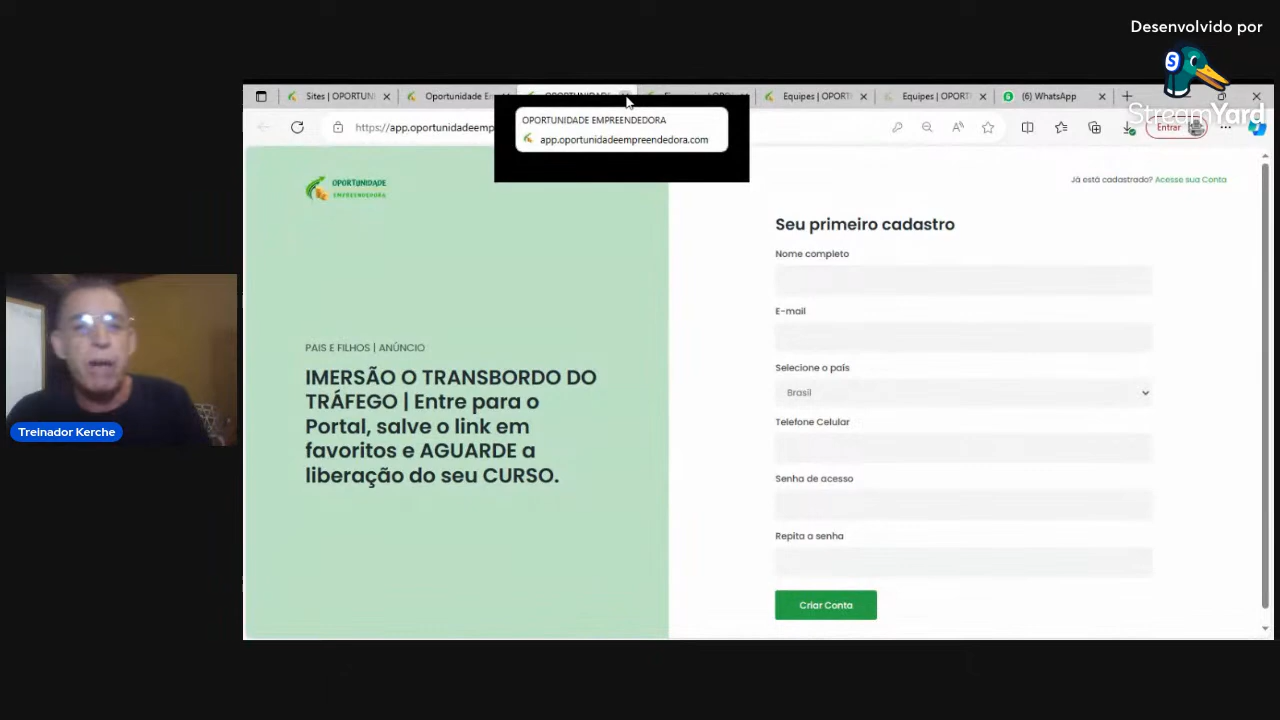 Desenvolvido por
S
StreamYard
Sites | OPORTUN
Oportunidade E
Equipes | OPORT
Equipes | OPORT
(6) WhatsApp
https://app.oportunidadeemp
Entrar
OPORTUNIDADE EMPREENDEDORA
app.oportunidadeempreendedora.com
OPORTUNIDADE
EMPREENDEDORA
Já está cadastrado? Acesse sua Conta
Seu primeiro cadastro
Nome completo
E-mail
Selecione o país
Brasil
Telefone Celular
Senha de acesso
Repita a senha
Criar Conta
PAIS E FILHOS | ANÚNCIO
IMERSÃO O TRANSBORDO DO
TRÁFEGO | Entre para o
Portal, salve o link em
favoritos e AGUARDE a
liberação do seu CURSO.
Treinador Kerche